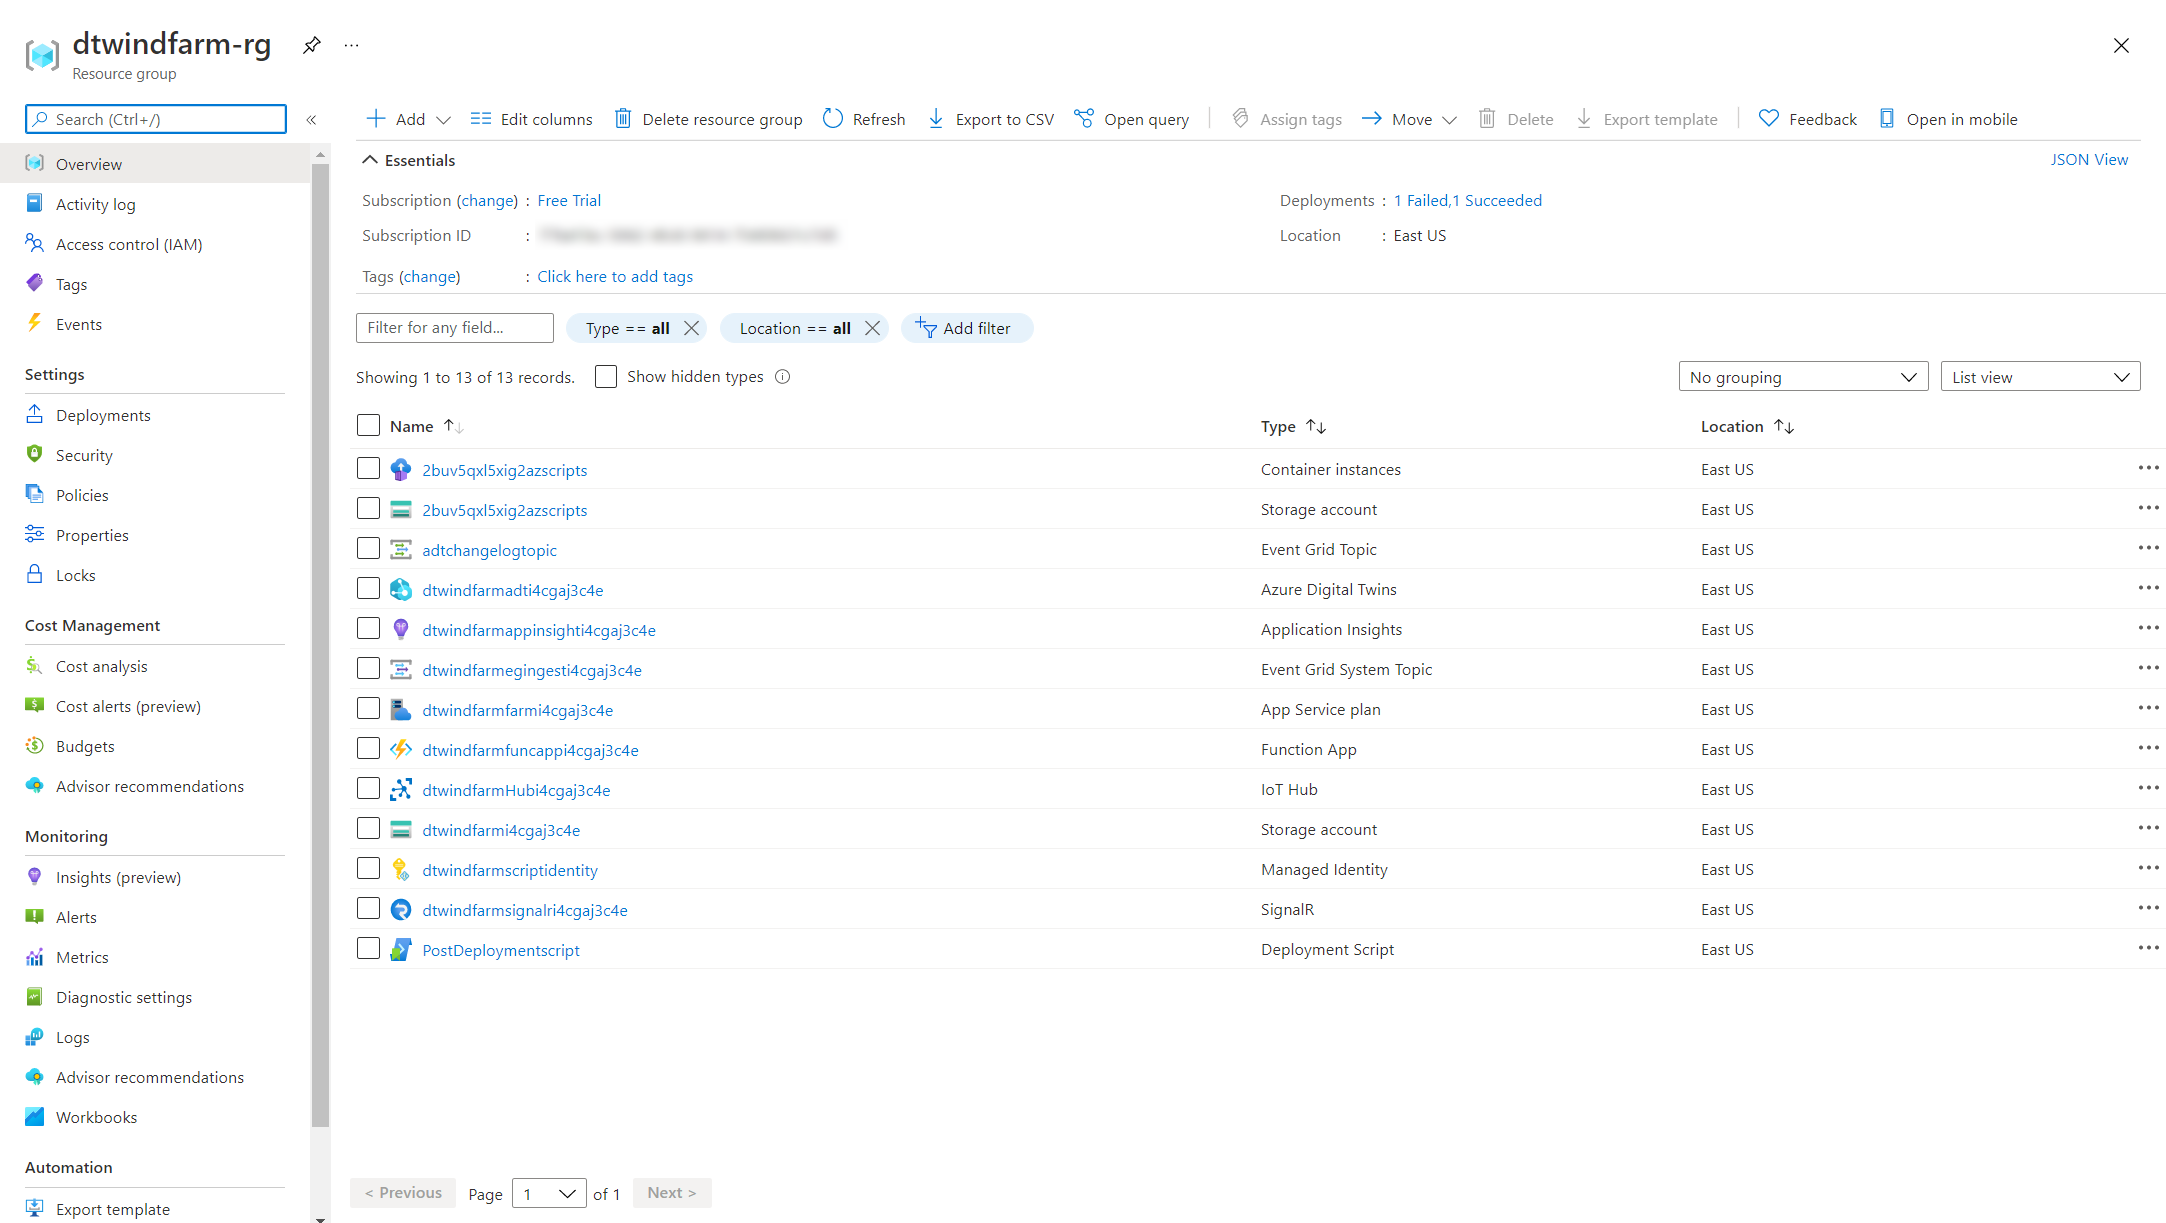 dtwindfarm-rg
Resource group
Search (Ctrl+/)
Overview
Activity log
Access control (IAM)
Tags
Events
Settings
Deployments
Security
Policies
Properties
Locks
Cost Management
Cost analysis
Cost alerts (preview)
Budgets
Advisor recommendations
Monitoring
Insights (preview)
Alerts
Metrics
Diagnostic settings
Logs
Advisor recommendations
Workbooks
Automation
Export template
Add Edit columns Delete resource group Refresh Export to CSV Open query Assign tags Move Delete Export template Feedback Open in mobile
Essentials JSON View
Subscription (change) : Free Trial Deployments : 1 Failed,1 Succeeded
Subscription ID : Location : East US
Tags (change) : Click here to add tags
Filter for any field... Type == all Location == all Add filter
Showing 1 to 13 of 13 records. Show hidden types No grouping List view
Name Type Location
2buv5qxl5xig2azscripts Container instances East US
2buv5qxl5xig2azscripts Storage account East US
adtchangelogtopic Event Grid Topic East US
dtwindfarmadti4cgaj3c4e Azure Digital Twins East US
dtwindfarmappinsighti4cgaj3c4e Application Insights East US
dtwindfarmegingesti4cgaj3c4e Event Grid System Topic East US
dtwindfarmfarmi4cgaj3c4e App Service plan East US
dtwindfarmfuncappi4cgaj3c4e Function App East US
dtwindfarmHubi4cgaj3c4e IoT Hub East US
dtwindfarmi4cgaj3c4e Storage account East US
dtwindfarmscriptidentity Managed Identity East US
dtwindfarmsignalri4cgaj3c4e SignalR East US
PostDeploymentscript Deployment Script East US
< Previous Page 1 of 1 Next >